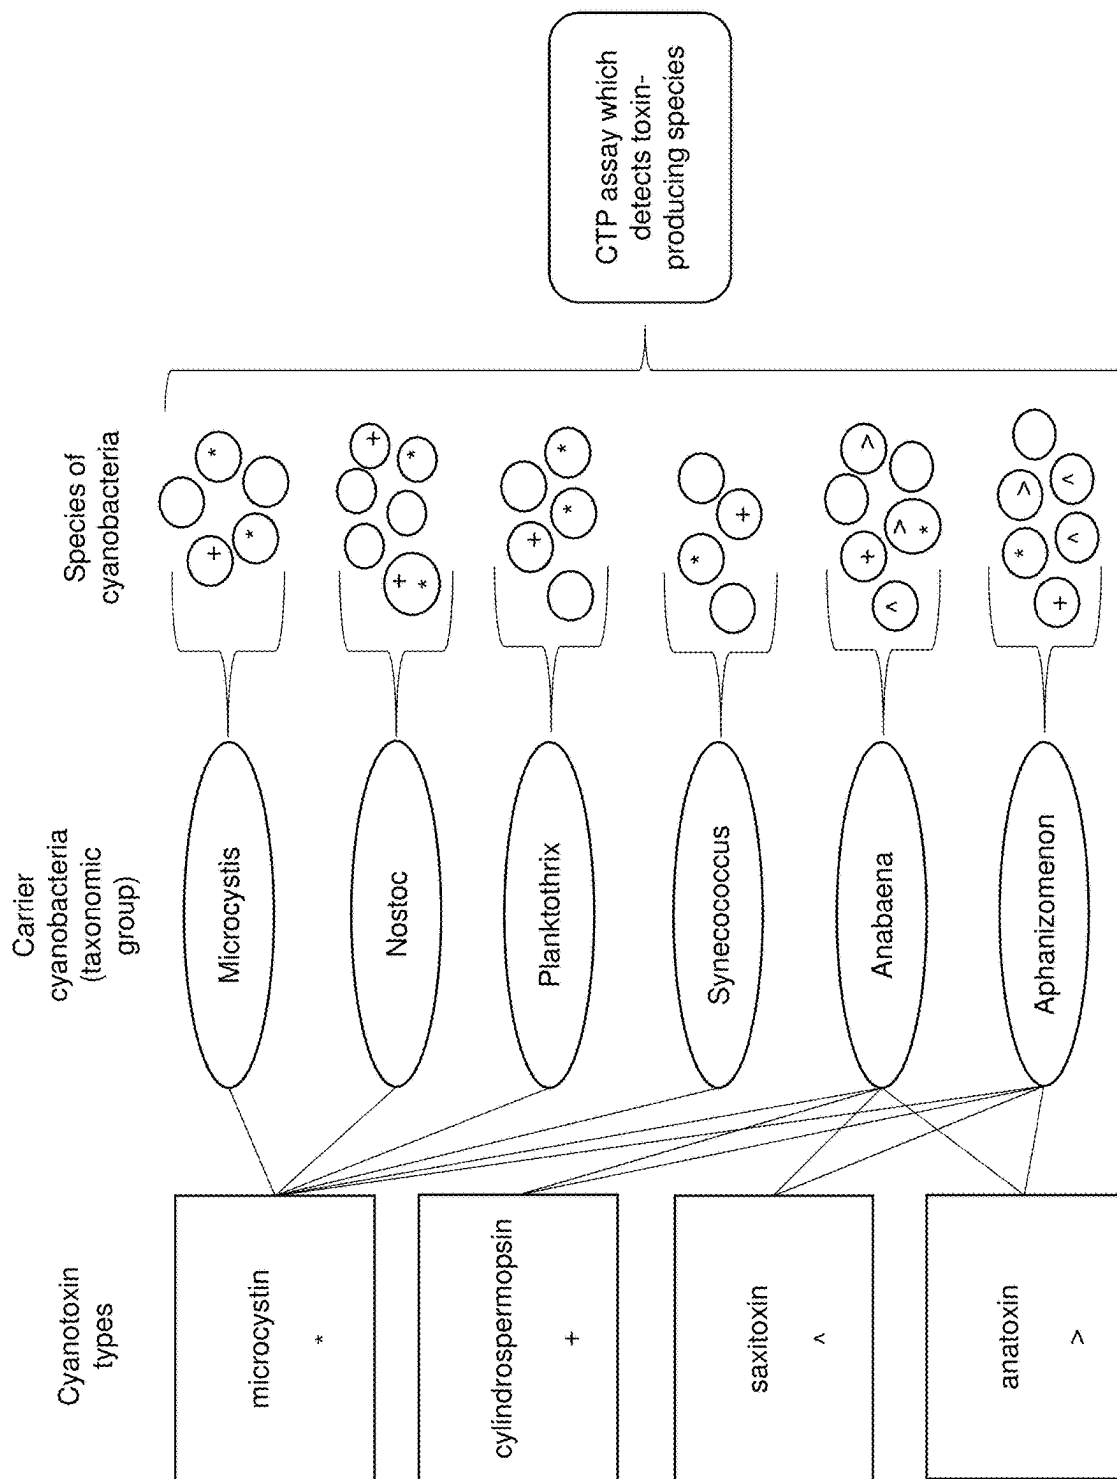 Cyanotoxin
types
microcystin
*
cylindrospermopsin
+
saxitoxin
^
anatoxin
>
Carrier
cyanobacteria
(taxonomic
group)
Microcystis
Nostoc
Planktothrix
Synecococcus
Anabaena
Aphanizomenon
Species of
cyanobacteria
+ * *
+ * * +
+ * *
* +
^ + > * >
+ * ^ > ^
CTP assay which
detects toxin-
producing species